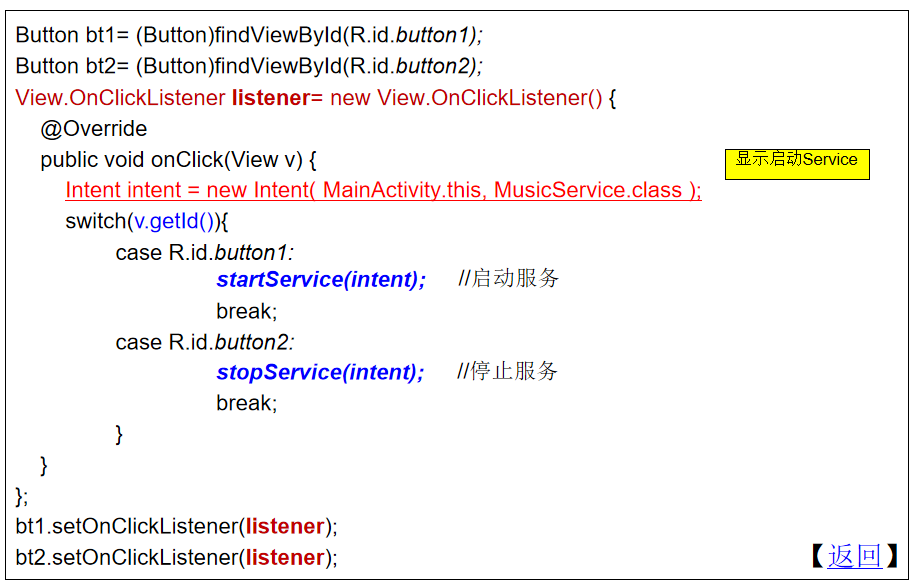 Button bt1= (Button)findViewById(R.id.button1);
Button bt2= (Button)findViewById(R.id.button2);
View.OnClickListener listener= new View.OnClickListener() {
@Override
public void onClick(View v) {
显示启动Service
Intent intent = new Intent( MainActivity.this, MusicService.class );
switch(v.getId()){
case R.id.button1:
startService(intent); //启动服务
break;
case R.id.button2:
stopService(intent); //停止服务
break;
}
}
};
bt1.setOnClickListener(listener);
bt2.setOnClickListener(listener);
【返回】